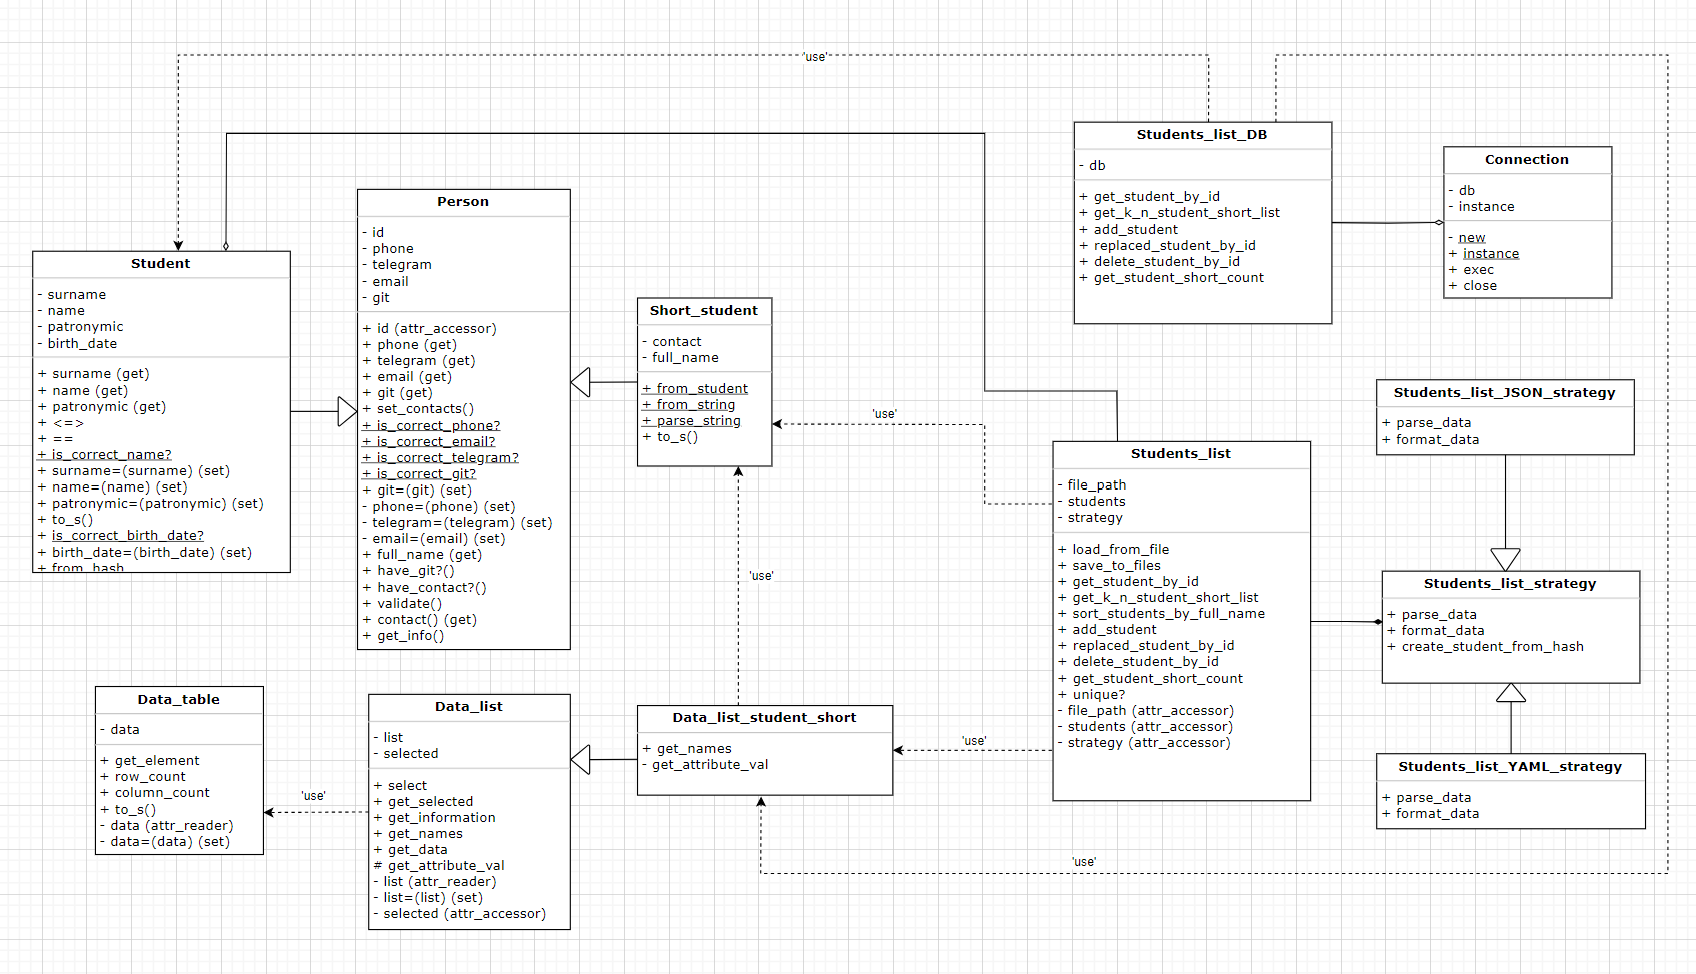 'use'
Students_list_DB
- db
+ get_student_by_id
+ get_k_n_student_short_list
+ add_student
+ replaced_student_by_id
+ delete_student_by_id
+ get_student_short_count
Connection
- db
- instance
- new
+ instance
+ exec
+ close
Person
- id
- phone
- telegram
- email
- git
+ id (attr_accessor)
+ phone (get)
+ telegram (get)
+ email (get)
+ git (get)
+ set_contacts()
+ is_correct_phone?
+ is_correct_email?
+ is_correct_telegram?
+ is_correct_git?
+ git=(git) (set)
- phone=(phone) (set)
- telegram=(telegram) (set)
- email=(email) (set)
+ full_name (get)
+ have_git?()
+ have_contact?()
+ validate()
+ contact() (get)
+ get_info()
Student
- surname
- name
- patronymic
- birth_date
+ surname (get)
+ name (get)
+ patronymic (get)
+ <=>
+ ==
+ is_correct_name?
+ surname=(surname) (set)
+ name=(name) (set)
+ patronymic=(patronymic) (set)
+ to_s()
+ is_correct_birth_date?
+ birth_date=(birth_date) (set)
+ from_hash
Short_student
- contact
- full_name
+ from_student
+ from_string
+ parse_string
+ to_s()
'use'
Students_list_JSON_strategy
+ parse_data
+ format_data
Students_list
- file_path
- students
- strategy
+ load_from_file
+ save_to_files
+ get_student_by_id
+ get_k_n_student_short_list
+ sort_students_by_full_name
+ add_student
+ replaced_student_by_id
+ delete_student_by_id
+ get_student_short_count
+ unique?
- file_path (attr_accessor)
- students (attr_accessor)
- strategy (attr_accessor)
'use'
Students_list_strategy
+ parse_data
+ format_data
+ create_student_from_hash
Data_table
- data
+ get_element
+ row_count
+ column_count
+ to_s()
- data (attr_reader)
- data=(data) (set)
'use'
Data_list
- list
- selected
+ select
+ get_selected
+ get_information
+ get_names
+ get_data
# get_attribute_val
- list (attr_reader)
- list=(list) (set)
- selected (attr_accessor)
Data_list_student_short
+ get_names
- get_attribute_val
'use'
Students_list_YAML_strategy
+ parse_data
+ format_data
'use'